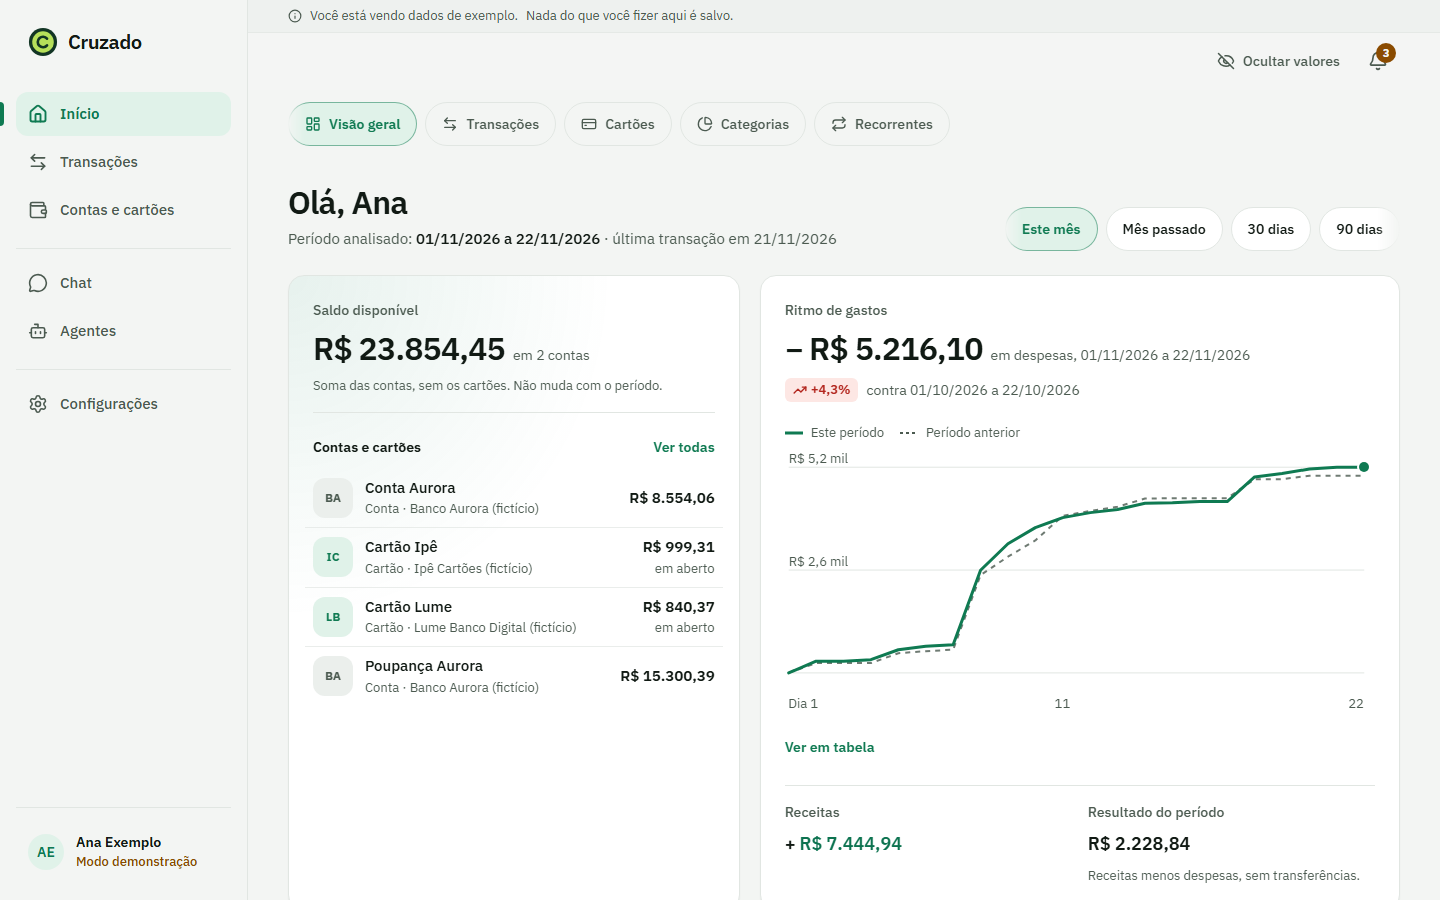 Você está vendo dados de exemplo. Nada do que você fizer aqui é salvo.
Cruzado
Início
Transações
Contas e cartões
Chat
Agentes
Configurações
AE
Ana Exemplo
Modo demonstração
Ocultar valores
3
Visão geral
Transações
Cartões
Categorias
Recorrentes
Olá, Ana
Período analisado: 01/11/2026 a 22/11/2026 · última transação em 21/11/2026
Este mês
Mês passado
30 dias
90 dias
Saldo disponível
R$ 23.854,45 em 2 contas
Soma das contas, sem os cartões. Não muda com o período.
Contas e cartões
Ver todas
BA
Conta Aurora
Conta · Banco Aurora (fictício)
R$ 8.554,06
IC
Cartão Ipê
Cartão · Ipê Cartões (fictício)
R$ 999,31
em aberto
LB
Cartão Lume
Cartão · Lume Banco Digital (fictício)
R$ 840,37
em aberto
BA
Poupança Aurora
Conta · Banco Aurora (fictício)
R$ 15.300,39
Ritmo de gastos
– R$ 5.216,10 em despesas, 01/11/2026 a 22/11/2026
+4,3% contra 01/10/2026 a 22/10/2026
Este período
Período anterior
R$ 5,2 mil
R$ 2,6 mil
Dia 1
11
22
Ver em tabela
Receitas
+ R$ 7.444,94
Resultado do período
R$ 2.228,84
Receitas menos despesas, sem transferências.